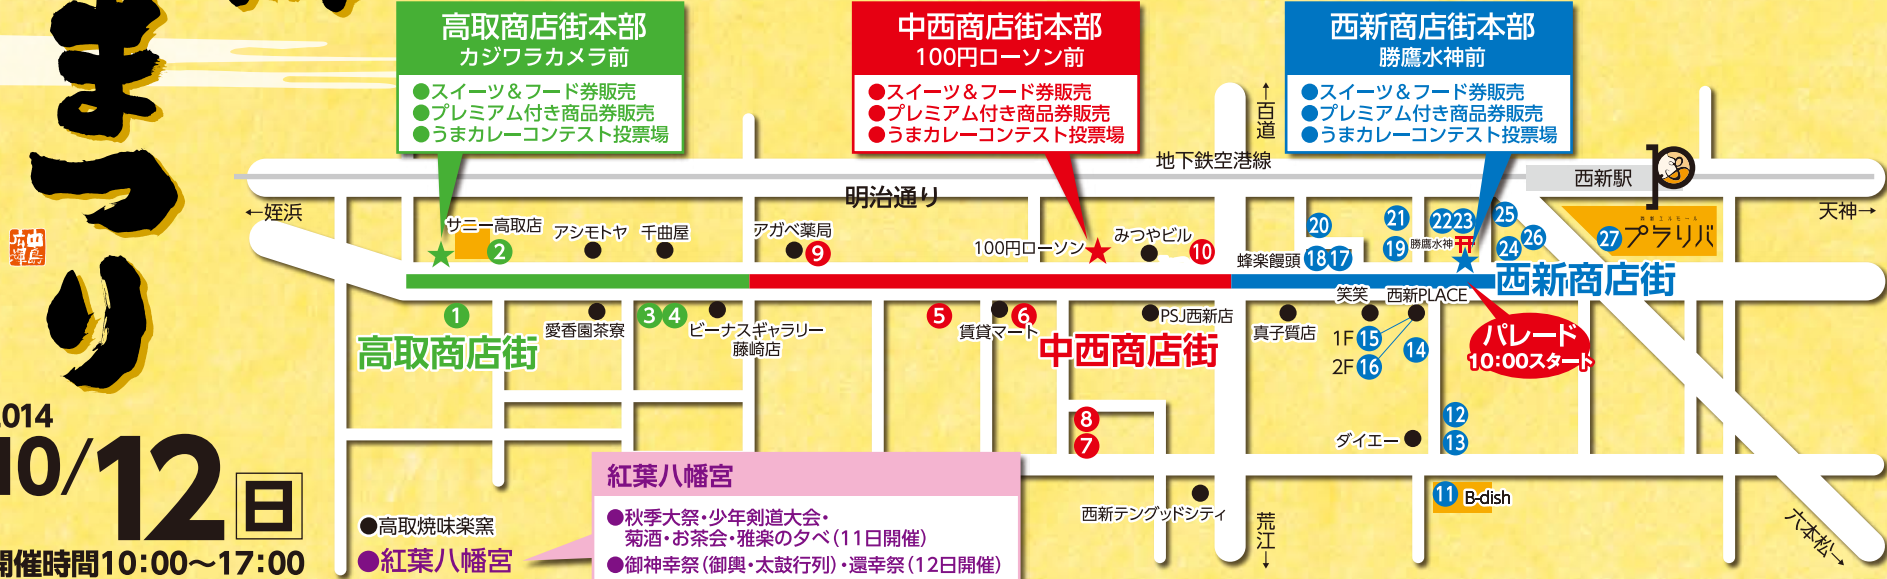 まつり
2014
10/12日
開催時間10:00～17:00
高取商店街本部
カジワラカメラ前
●スイーツ＆フード券販売
●プレミアム付き商品券販売
●うまカレーコンテスト投票場
中西商店街本部
100円ローソン前
●スイーツ＆フード券販売
●プレミアム付き商品券販売
●うまカレーコンテスト投票場
西新商店街本部
勝鷹水神前
●スイーツ＆フード券販売
●プレミアム付き商品券販売
●うまカレーコンテスト投票場
←百道
地下鉄空港線
西新駅
明治通り
←姪浜
天神→
サニー高取店
2
アシモトヤ
千曲屋
アガペ薬局
9
100円ローソン
みつやビル
10
蜂楽饅頭
18 17
20
21
19
22 23
勝鷹水神
25
24
26
27
西新エルモール
プラリバ
西新商店街
1
愛香園茶寮
3 4
ビーナスギャラリー
藤崎店
高取商店街
5
賃貸マート
6
中西商店街
PSJ西新店
真子質店
笑笑
西新PLACE
1F 15
2F 16
14
パレード
10:00スタート
8
7
12
13
ダイエー
11
B-dish
西新テングッドシティ
荒江→
六本松→
●高取焼味楽窯
●紅葉八幡宮
紅葉八幡宮
●秋季大祭・少年剣道大会・
菊酒・お茶会・雅楽の夕べ（11日開催）
●御神幸祭（御輿・太鼓行列）・還幸祭（12日開催）